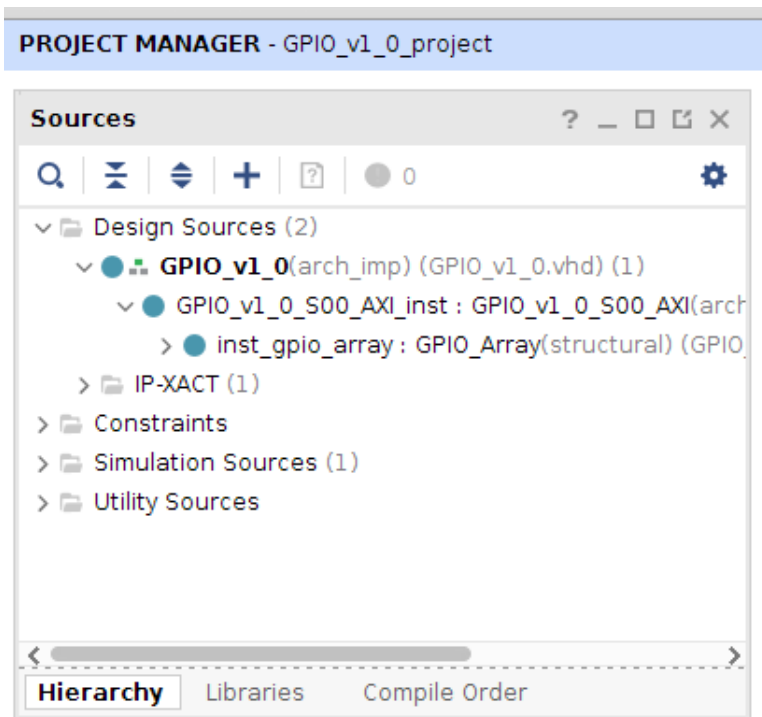 PROJECT MANAGER - GPIO_v1_0_project
Sources
? 0
Design Sources (2)
GPIO_v1_0(arch_imp) (GPIO_v1_0.vhd) (1)
GPIO_v1_0_S00_AXI_inst : GPIO_v1_0_S00_AXI(arch
inst_gpio_array : GPIO_Array(structural) (GPIO_
IP-XACT (1)
Constraints
Simulation Sources (1)
Utility Sources
Hierarchy Libraries Compile Order